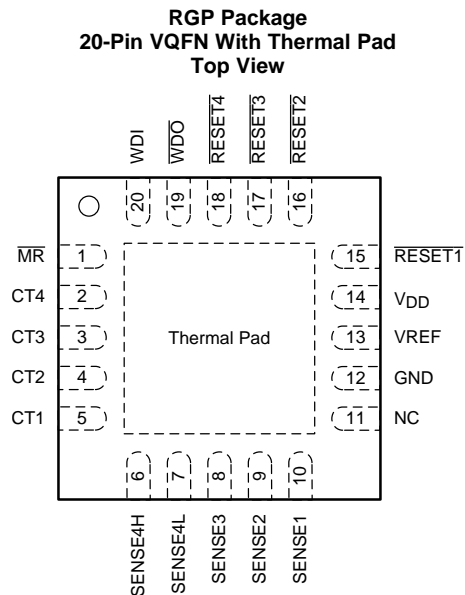 RGP Package
20-Pin VQFN With Thermal Pad
Top View
WDI
WDO
RESET4
RESET3
RESET2
20
19
18
17
16
MR 1
15 RESET1
CT4 2
14 VDD
CT3 3
Thermal Pad
13 VREF
CT2 4
12 GND
CT1 5
11 NC
6
7
8
9
10
SENSE4H
SENSE4L
SENSE3
SENSE2
SENSE1